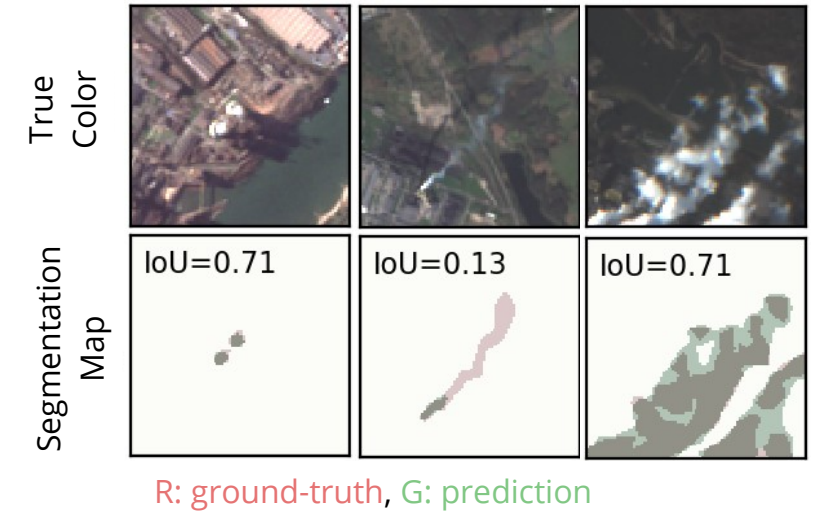 True
Color
IoU=0.71
IoU=0.13
IoU=0.71
Segmentation
Map
R: ground-truth, G: prediction